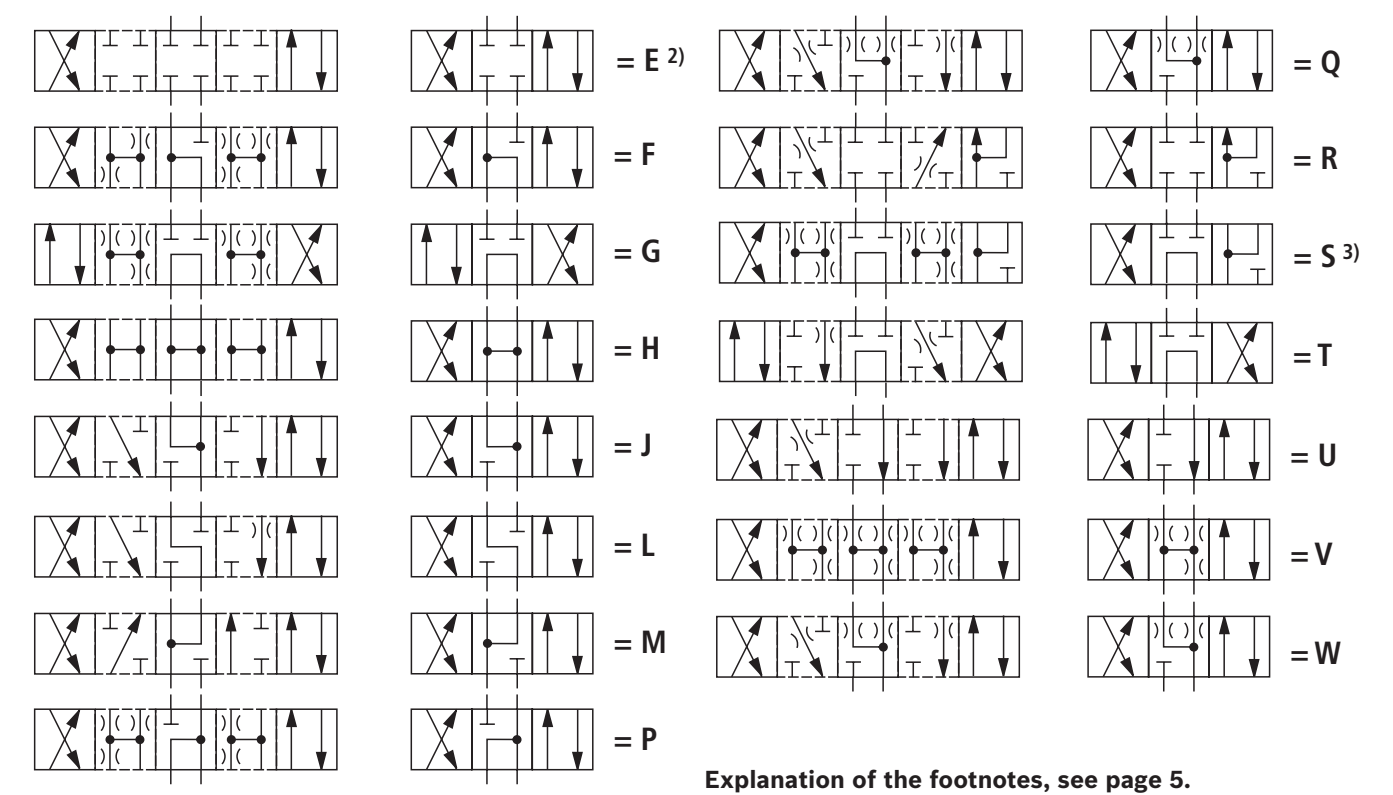 = E 2)
= F
= G
= H
= J
= L
= M
= P
= Q
= R
= S 3)
= T
= U
= V
= W
Explanation of the footnotes, see page 5.